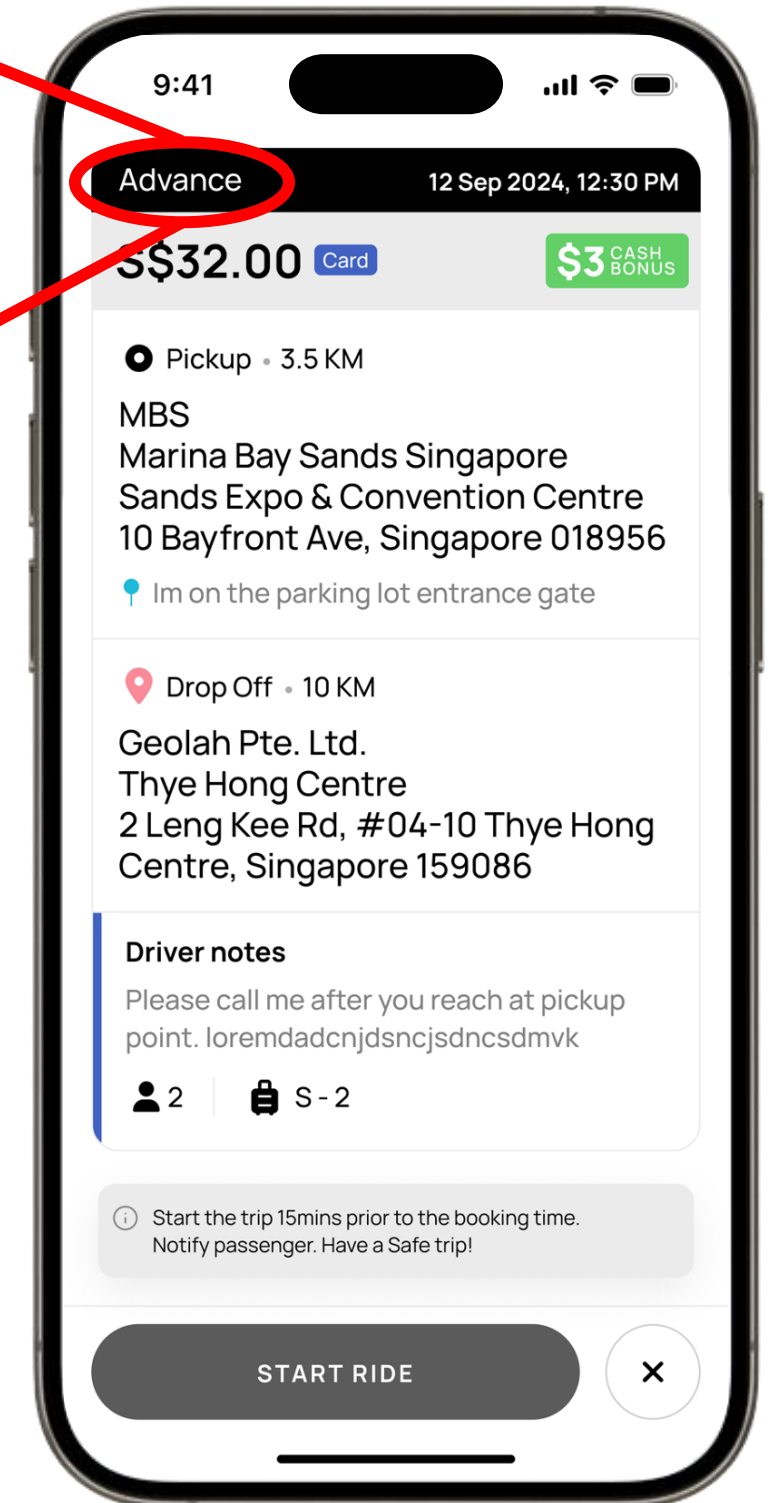 9:41
Advance 12 Sep 2024, 12:30 PM
S$32.00 Card $3 CASH BONUS
Pickup • 3.5 KM
MBS
Marina Bay Sands Singapore
Sands Expo & Convention Centre
10 Bayfront Ave, Singapore 018956
Im on the parking lot entrance gate
Drop Off • 10 KM
Geolah Pte. Ltd.
Thye Hong Centre
2 Leng Kee Rd, #04-10 Thye Hong
Centre, Singapore 159086
Driver notes
Please call me after you reach at pickup
point. loremdadcnjdsncjsdncsdmvk
2 S - 2
Start the trip 15mins prior to the booking time.
Notify passenger. Have a Safe trip!
START RIDE